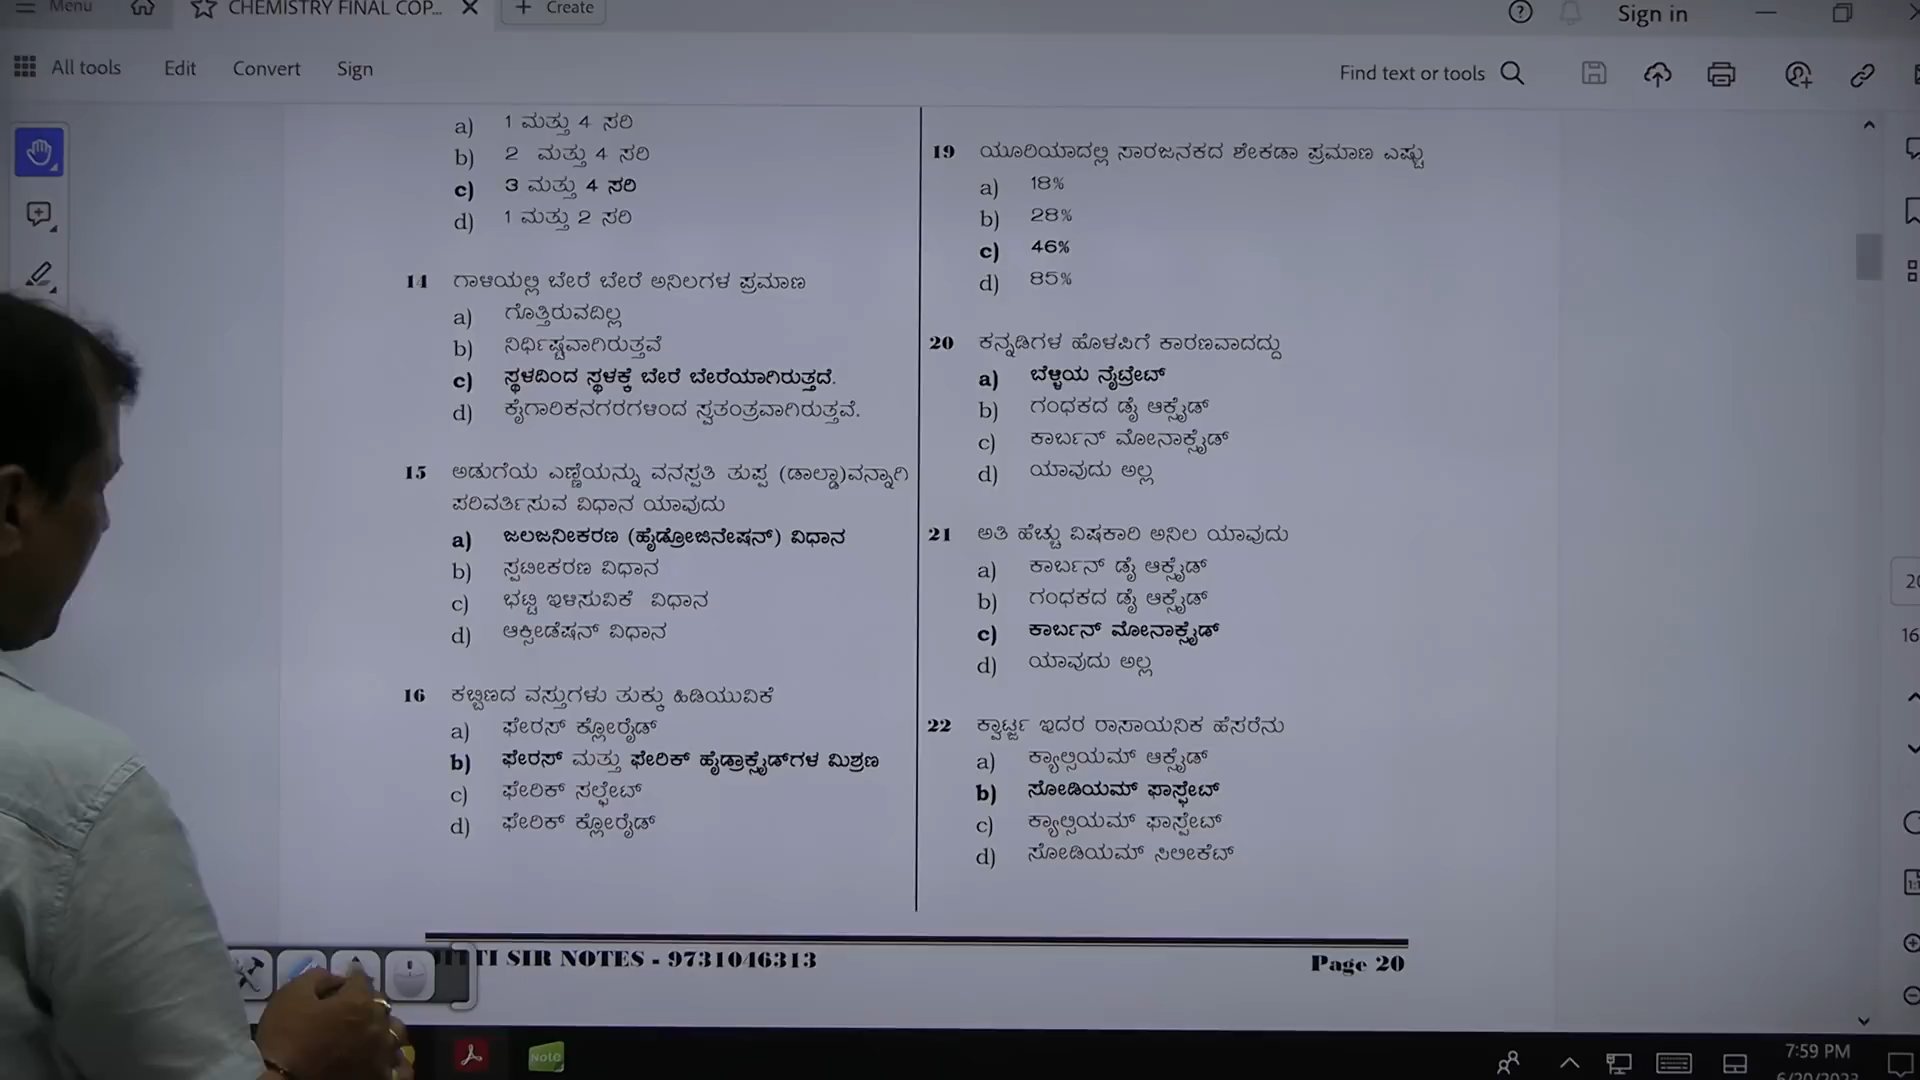 Menu
CHEMISTRY FINAL COP...
Create
Sign in
All tools
Edit
Convert
Sign
Find text or tools
a) 1 ಮತ್ತು 4 ಸರಿ
b) 2 ಮತ್ತು 4 ಸರಿ
c) 3 ಮತ್ತು 4 ಸರಿ
d) 1 ಮತ್ತು 2 ಸರಿ
14 ಗಾಳಿಯಲ್ಲಿ ಬೇರೆ ಬೇರೆ ಅನಿಲಗಳ ಪ್ರಮಾಣ
a) ಗೊತ್ತಿರುವದಿಲ್ಲ
b) ನಿರ್ಧಿಷ್ಟವಾಗಿರುತ್ತವೆ
c) ಸ್ಥಳದಿಂದ ಸ್ಥಳಕ್ಕೆ ಬೇರೆ ಬೇರೆಯಾಗಿರುತ್ತದೆ.
d) ಕೈಗಾರಿಕನಗರಗಳಿಂದ ಸ್ವತಂತ್ರವಾಗಿರುತ್ತವೆ.
15 ಅಡುಗೆಯ ಎಣ್ಣೆಯನ್ನು ವನಸ್ಪತಿ ತುಪ್ಪ (ಡಾಲ್ಡಾ)ವನ್ನಾಗಿ
ಪರಿವರ್ತಿಸುವ ವಿಧಾನ ಯಾವುದು
a) ಜಲಜನೀಕರಣ (ಹೈಡ್ರೋಜಿನೇಷನ್) ವಿಧಾನ
b) ಸ್ಪಟೀಕರಣ ವಿಧಾನ
c) ಭಟ್ಟಿ ಇಳಿಸುವಿಕೆ ವಿಧಾನ
d) ಆಕ್ಸೀಡೆಷನ್ ವಿಧಾನ
16 ಕಬ್ಬಿಣದ ವಸ್ತುಗಳು ತುಕ್ಕು ಹಿಡಿಯುವಿಕೆ
a) ಫೇರಸ್ ಕ್ಲೋರೈಡ್
b) ಫೇರಸ್ ಮತ್ತು ಫೇರಿಕ್ ಹೈಡ್ರಾಕ್ಸೈಡ್‌ಗಳ ಮಿಶ್ರಣ
c) ಫೇರಿಕ್ ಸಲ್ಫೇಟ್
d) ಫೇರಿಕ್ ಕ್ಲೋರೈಡ್
19 ಯೂರಿಯಾದಲ್ಲಿ ಸಾರಜನಕದ ಶೇಕಡಾ ಪ್ರಮಾಣ ಎಷ್ಟು
a) 18%
b) 28%
c) 46%
d) 85%
20 ಕನ್ನಡಿಗಳ ಹೊಳಪಿಗೆ ಕಾರಣವಾದದ್ದು
a) ಬೆಳ್ಳಿಯ ನೈಟ್ರೇಟ್
b) ಗಂಧಕದ ಡೈ ಆಕ್ಸೈಡ್
c) ಕಾರ್ಬನ್ ಮೋನಾಕ್ಸೈಡ್
d) ಯಾವುದು ಅಲ್ಲ
21 ಅತಿ ಹೆಚ್ಚು ವಿಷಕಾರಿ ಅನಿಲ ಯಾವುದು
a) ಕಾರ್ಬನ್ ಡೈ ಆಕ್ಸೈಡ್
b) ಗಂಧಕದ ಡೈ ಆಕ್ಸೈಡ್
c) ಕಾರ್ಬನ್ ಮೋನಾಕ್ಸೈಡ್
d) ಯಾವುದು ಅಲ್ಲ
22 ಕ್ವಾರ್ಟ್ಜ ಇದರ ರಾಸಾಯನಿಕ ಹೆಸರೆನು
a) ಕ್ಯಾಲ್ಸಿಯಮ್ ಆಕ್ಸೈಡ್
b) ಸೋಡಿಯಮ್ ಫಾಸ್ಫೇಟ್
c) ಕ್ಯಾಲ್ಸಿಯಮ್ ಫಾಸ್ಪೇಟ್
d) ಸೋಡಿಯಮ್ ಸಿಲೀಕೆಟ್
SIR NOTES - 9731046313
Page 20
Note
7:59 PM